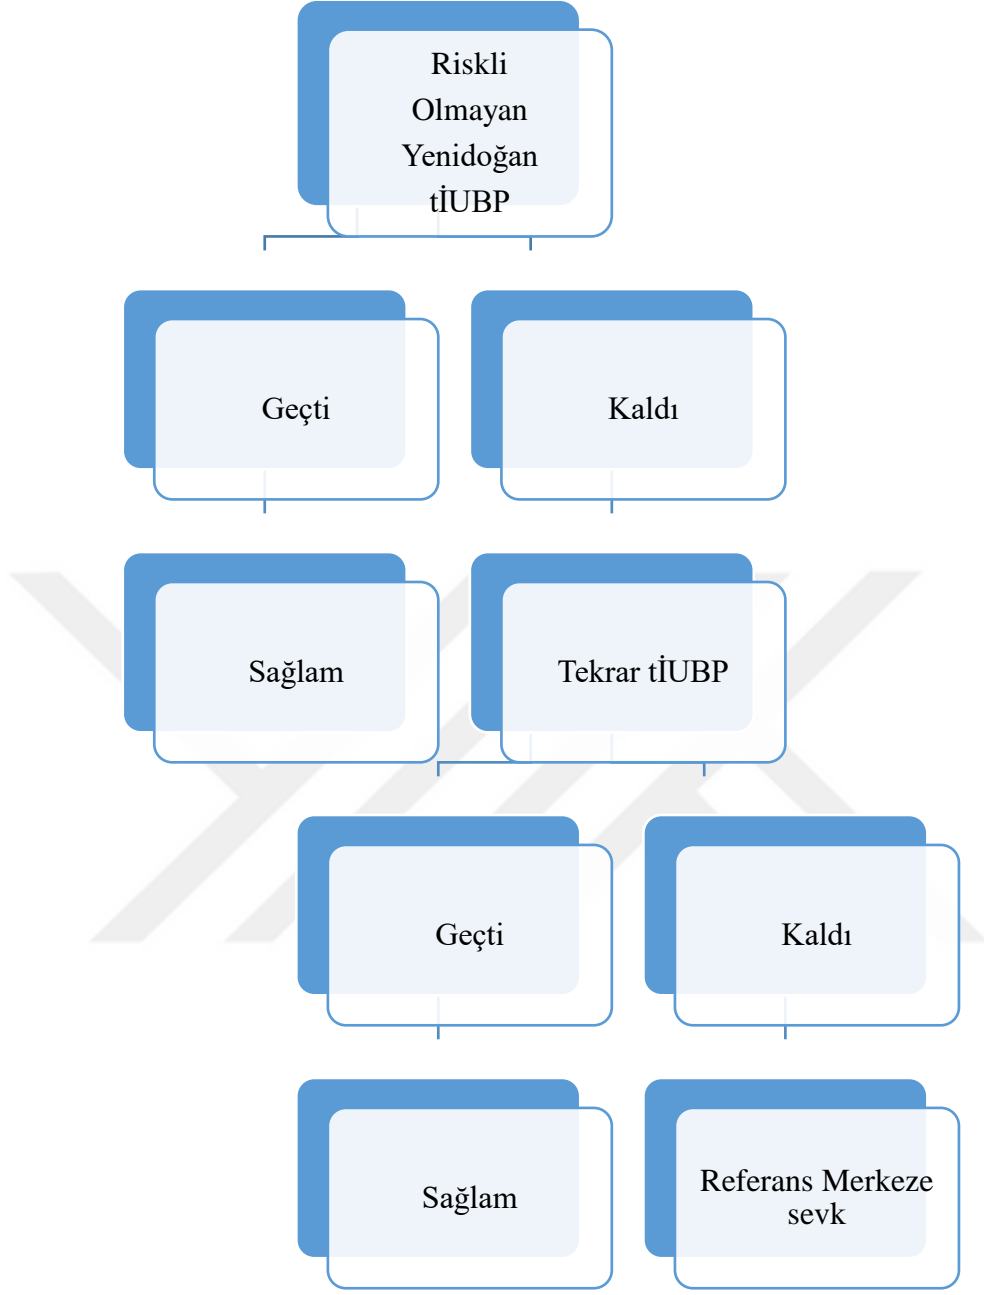 Riskli
Olmayan
Yenidoğan
tİUBP
Geçti
Kaldı
Sağlam
Tekrar tİUBP
Geçti
Kaldı
Sağlam
Referans Merkeze
sevk